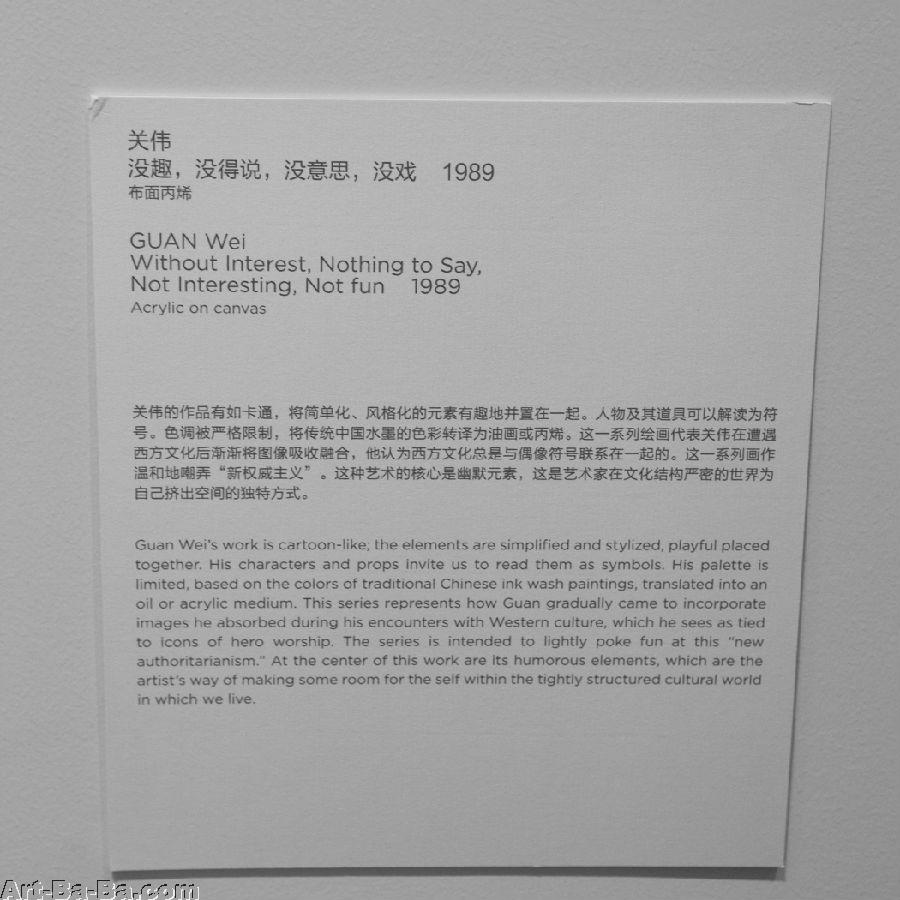 关伟
没趣，没得说，没意思，没戏 1989
布面丙烯
GUAN Wei
Without Interest, Nothing to Say,
Not Interesting, Not fun 1989
Acrylic on canvas
关伟的作品有如卡通，将简单化、风格化的元素有趣地并置在一起。人物及其道具可以解读为符
号。色调被严格限制，将传统中国水墨的色彩转译为油画或丙烯。这一系列绘画代表关伟在遭遇
西方文化后渐渐将图像吸收融合，他认为西方文化总是与偶像符号联系在一起的。这一系列画作
温和地嘲弄“新权威主义”。这种艺术的核心是幽默元素，这是艺术家在文化结构严密的世界为
自己挤出空间的独特方式。
Guan Wei's work is cartoon-like; the elements are simplified and stylized, playful placed
together. His characters and props invite us to read them as symbols. His palette is
limited, based on the colors of traditional Chinese ink wash paintings, translated into an
oil or acrylic medium. This series represents how Guan gradually came to incorporate
images he absorbed during his encounters with Western culture, which he sees as tied
to icons of hero worship. The series is intended to lightly poke fun at this "new
authoritarianism." At the center of this work are its humorous elements, which are the
artist's way of making some room for the self within the tightly structured cultural world
in which we live.
Art-Ba-Ba.com